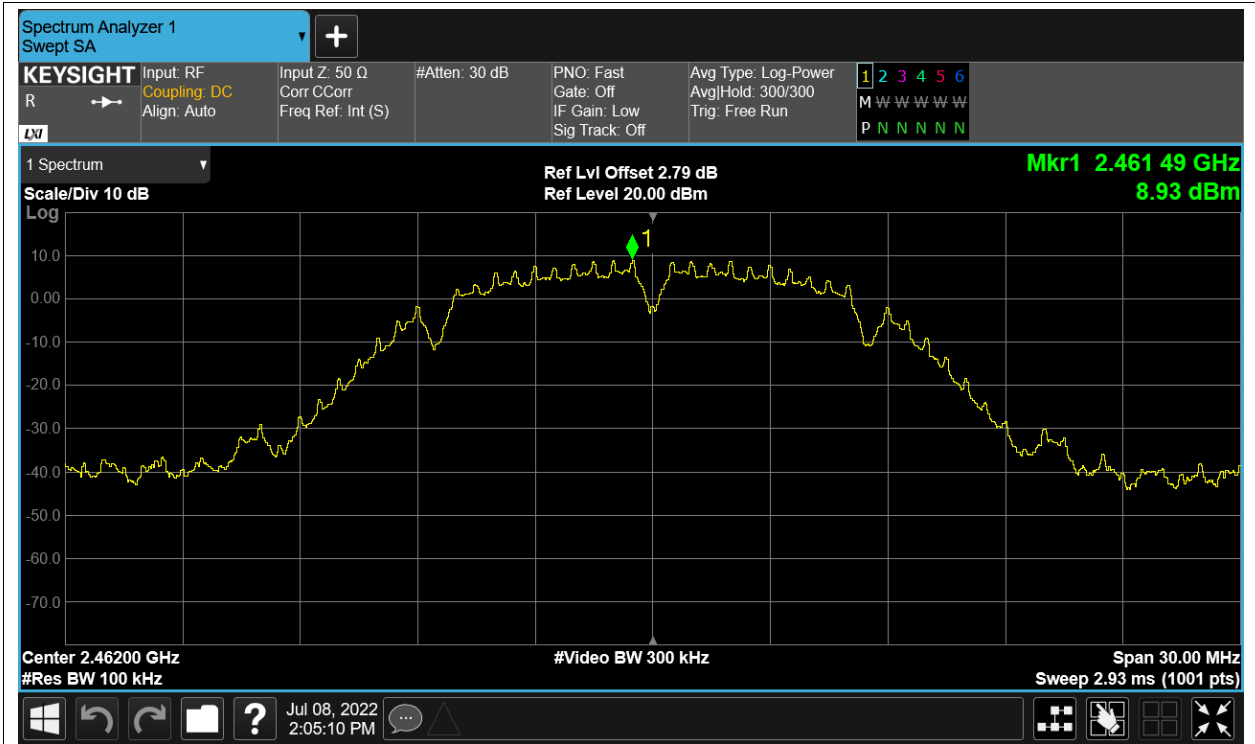 Spectrum Analyzer 1
Swept SA
KEYSIGHT
R
LXI
Input: RF
Coupling: DC
Align: Auto
Input Z: 50 Ω
Corr CCorr
Freq Ref: Int (S)
#Atten: 30 dB
PNO: Fast
Gate: Off
IF Gain: Low
Sig Track: Off
Avg Type: Log-Power
Avg|Hold: 300/300
Trig: Free Run
1 2 3 4 5 6
M W W W W W
P N N N N N
1 Spectrum
Scale/Div 10 dB
Log
Ref Lvl Offset 2.79 dB
Ref Level 20.00 dBm
Mkr1 2.461 49 GHz
8.93 dBm
1
10.0
0.00
-10.0
-20.0
-30.0
-40.0
-50.0
-60.0
-70.0
Center 2.46200 GHz
#Res BW 100 kHz
#Video BW 300 kHz
Span 30.00 MHz
Sweep 2.93 ms (1001 pts)
?
Jul 08, 2022
2:05:10 PM